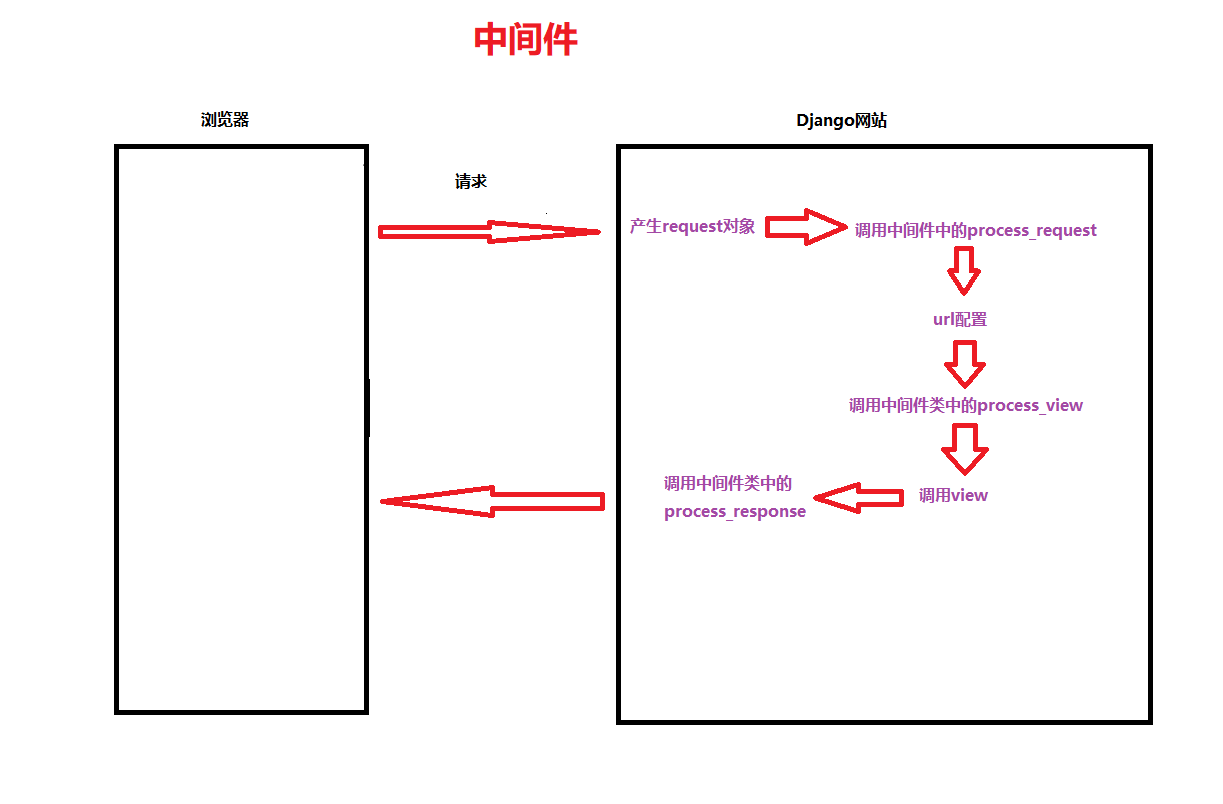 中间件
浏览器
Django网站
请求
产生request对象
调用中间件中的process_request
url配置
调用中间件类中的process_view
调用view
调用中间件类中的
process_response